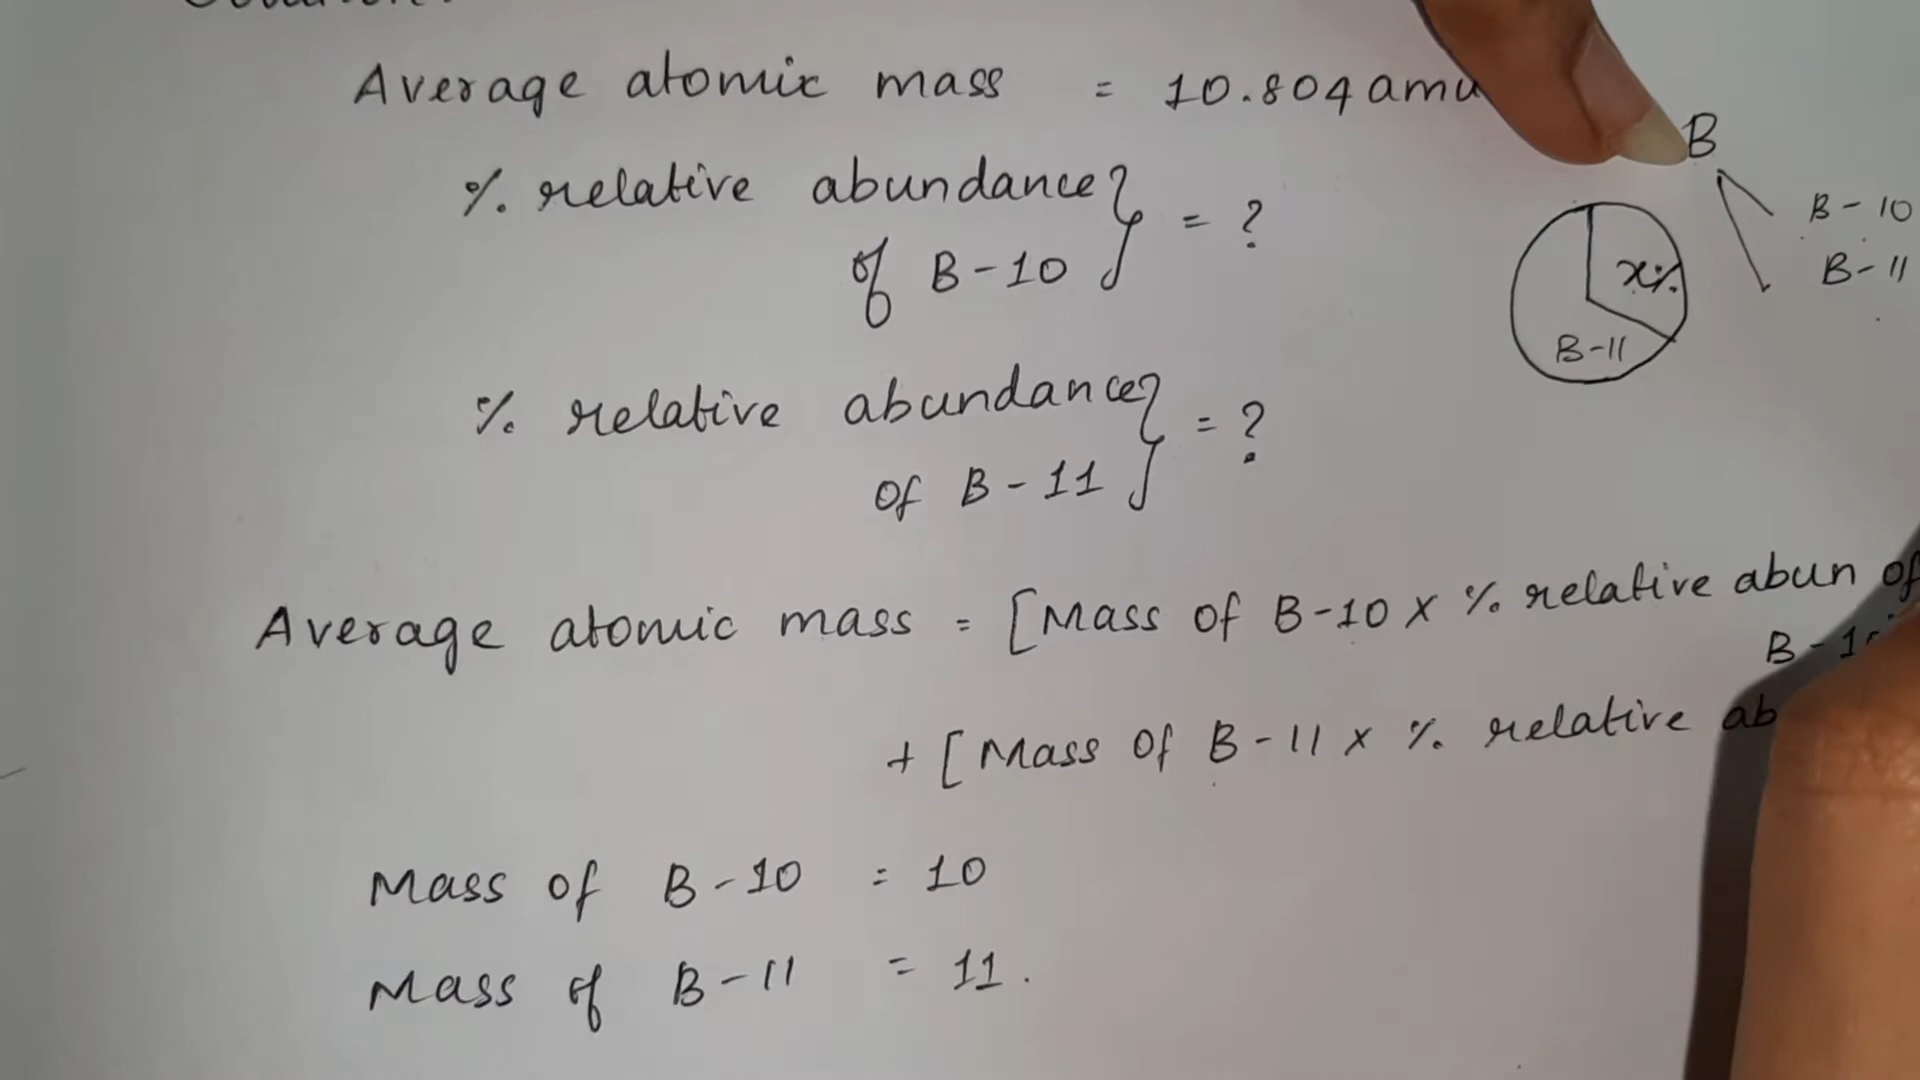 Average atomic mass = 10.804 amu
% relative abundance
of B-10 } = ?
B
B - 10
B - 11
x%
B-11
% relative abundance
of B - 11 } = ?
Average atomic mass = [Mass of B-10 x % relative abun of
+ [Mass of B-11 x % relative
Mass of B-10 = 10
Mass of B-11 = 11.